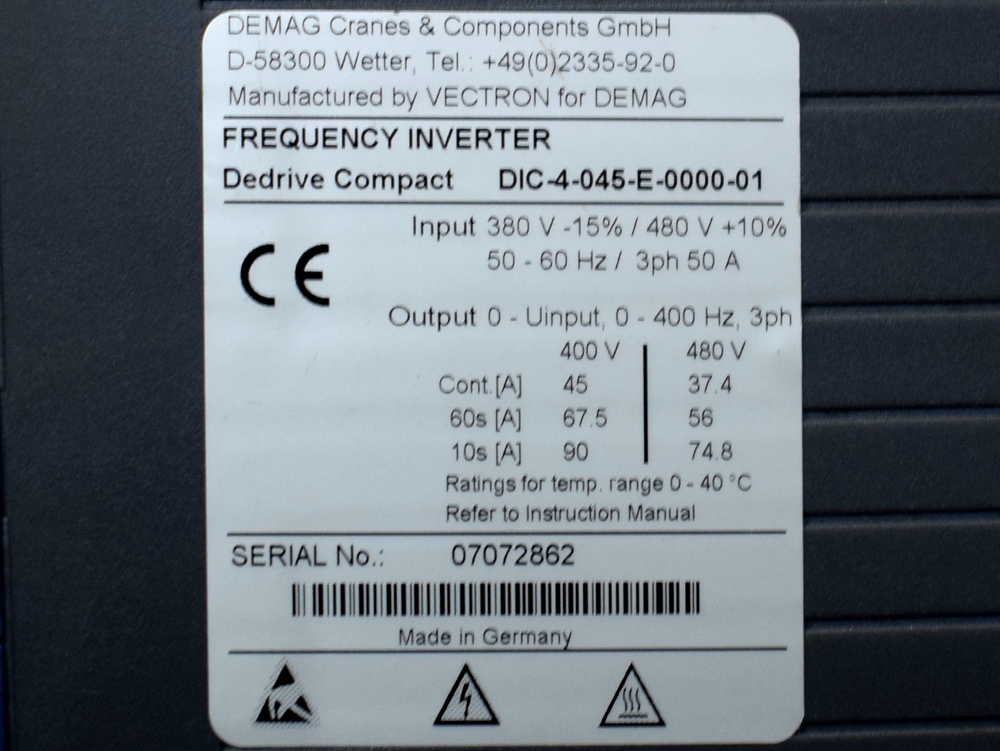 DEMAG Cranes & Components GmbH
D-58300 Wetter, Tel.: +49(0)2335-92-0
Manufactured by VECTRON for DEMAG
FREQUENCY INVERTER
Dedrive Compact DIC-4-045-E-0000-01
Input 380 V -15% / 480 V +10%
50 - 60 Hz / 3ph 50 A
CE
Output 0 - Uinput, 0 - 400 Hz, 3ph
400 V 480 V
Cont.[A] 45 37.4
60s [A] 67.5 56
10s [A] 90 74.8
Ratings for temp. range 0 - 40 °C
Refer to Instruction Manual
SERIAL No.: 07072862
Made in Germany